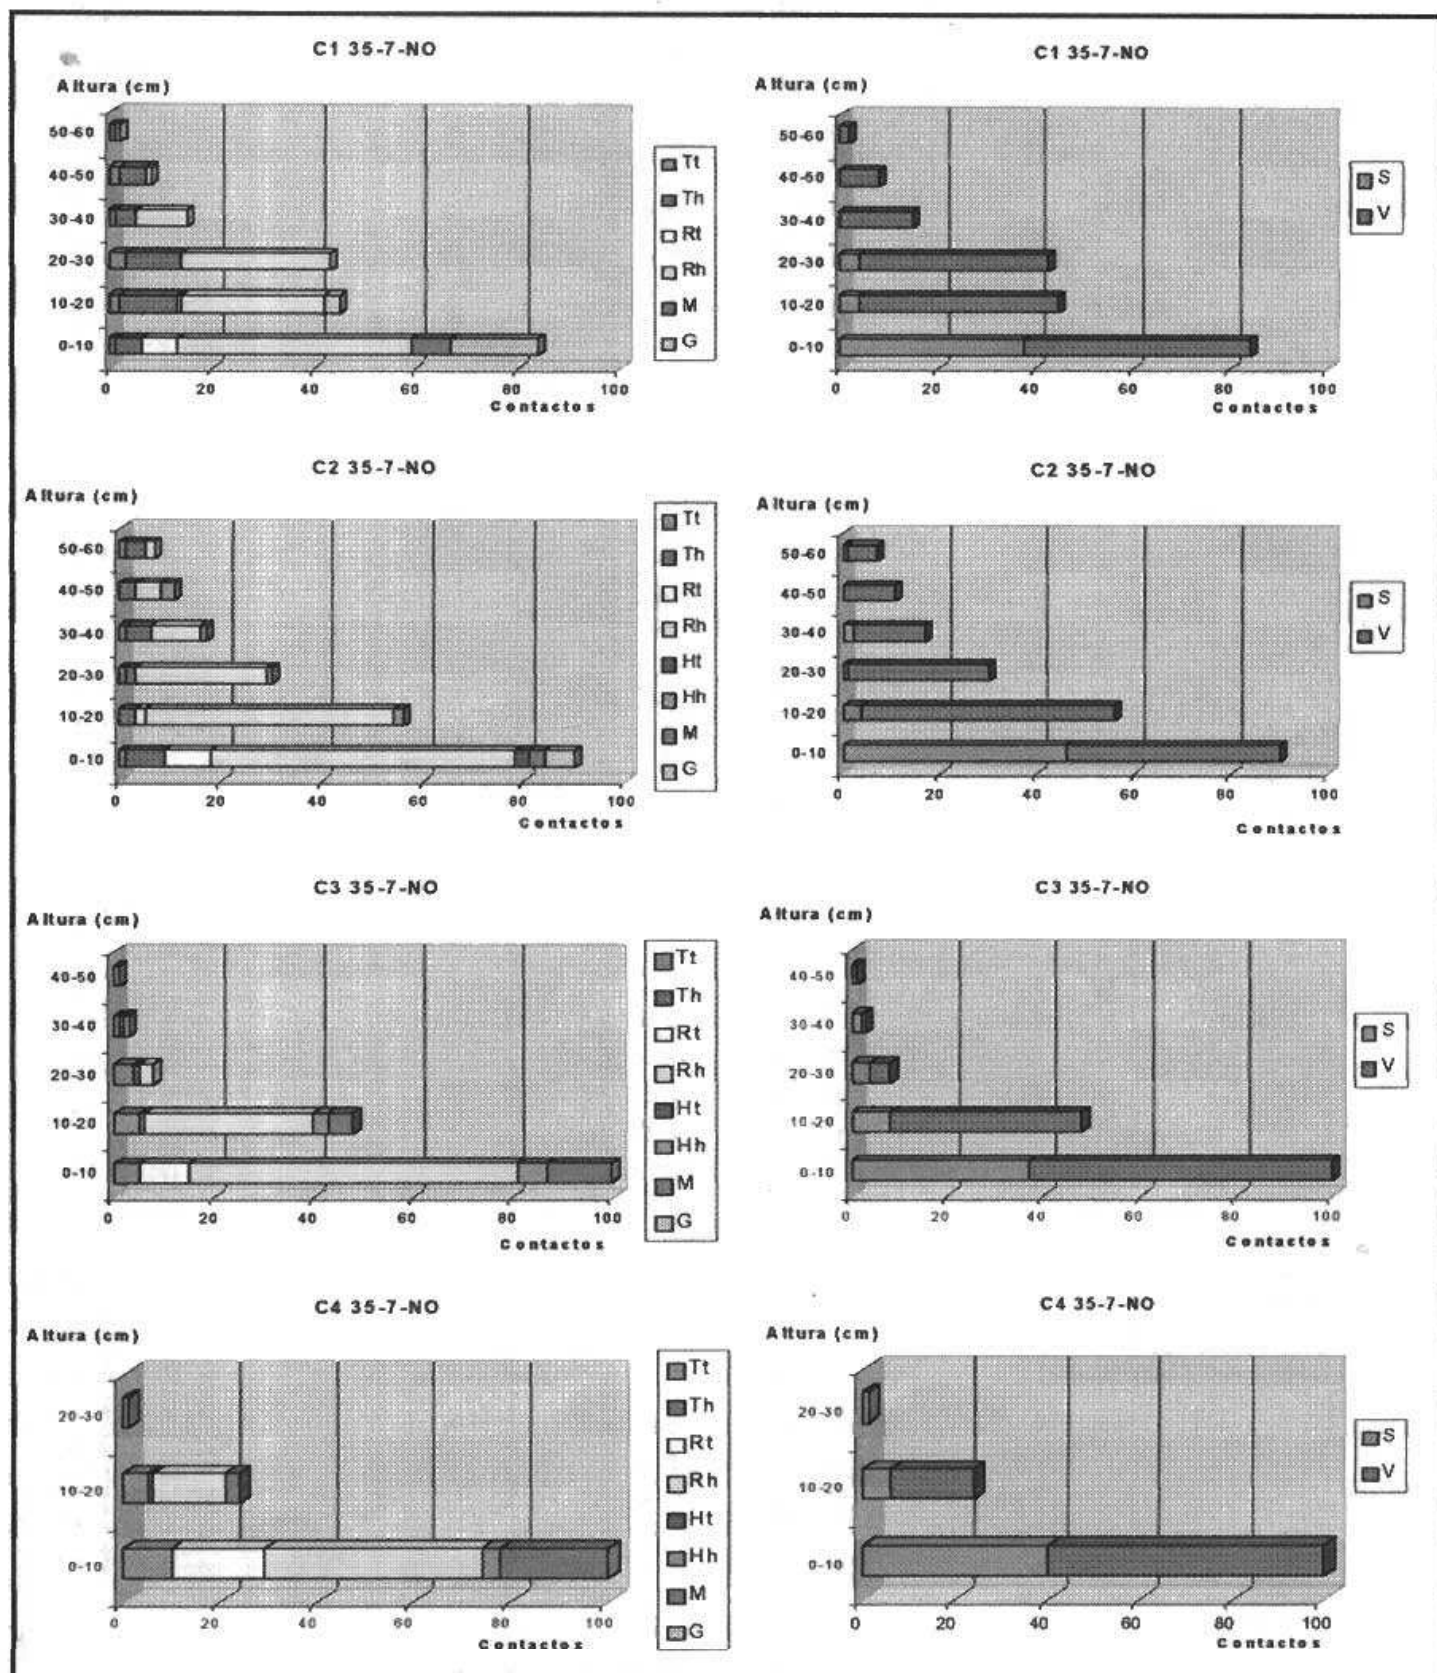 C1 35-7-NO
Altura (cm)
50-60
40-50
30-40
20-30
10-20
0-10
0 20 40 60 80 100
Contactos
Tt
Th
Rt
Rh
M
G
C1 35-7-NO
Altura (cm)
50-60
40-50
30-40
20-30
10-20
0-10
0 20 40 60 80 100
Contactos
S
V
C2 35-7-NO
Altura (cm)
50-60
40-50
30-40
20-30
10-20
0-10
0 20 40 60 80 100
Contactos
Tt
Th
Rt
Rh
Ht
Hh
M
G
C2 35-7-NO
Altura (cm)
50-60
40-50
30-40
20-30
10-20
0-10
0 20 40 60 80 100
Contactos
S
V
C3 35-7-NO
Altura (cm)
40-50
30-40
20-30
10-20
0-10
0 20 40 60 80 100
Contactos
Tt
Th
Rt
Rh
Ht
Hh
M
G
C3 35-7-NO
Altura (cm)
40-50
30-40
20-30
10-20
0-10
0 20 40 60 80 100
Contactos
S
V
C4 35-7-NO
Altura (cm)
20-30
10-20
0-10
0 20 40 60 80 100
Contactos
Tt
Th
Rt
Rh
Ht
Hh
M
G
C4 35-7-NO
Altura (cm)
20-30
10-20
0-10
0 20 40 60 80 100
Contactos
S
V